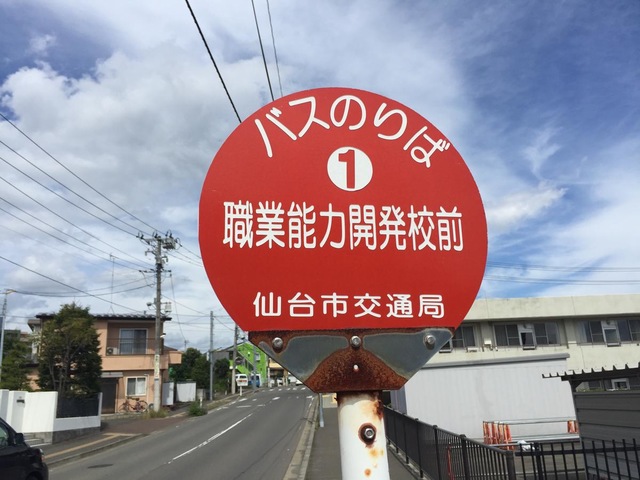 バスのりば
1
職業能力開発校前
仙台市交通局